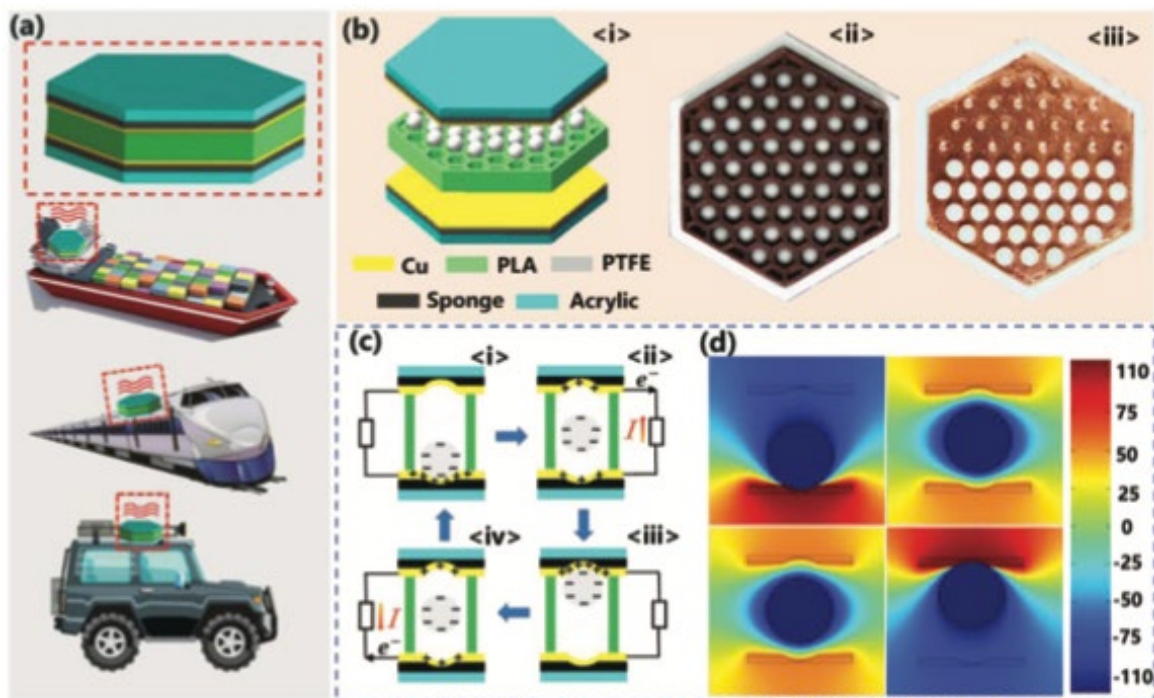 (a)
(b)
<i>
<ii>
<iii>
Cu
PLA
PTFE
Sponge
Acrylic
(c)
<i>
<ii>
e⁻
I
<iv>
<iii>
I
e⁻
(d)
110
75
50
25
0
-25
-50
-75
-110